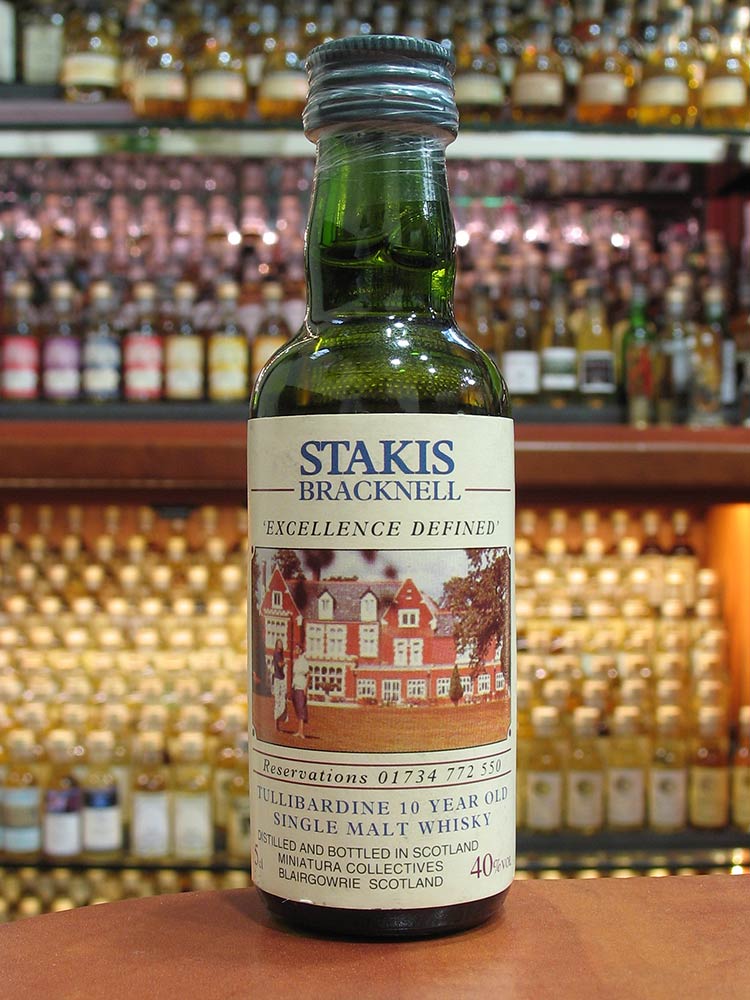 STAKIS
BRACKNELL
'EXCELLENCE DEFINED'
Reservations 01734 772 550
TULLIBARDINE 10 YEAR OLD
SINGLE MALT WHISKY
DISTILLED AND BOTTLED IN SCOTLAND
5cl MINIATURA COLLECTIVES 40%VOL
BLAIRGOWRIE SCOTLAND